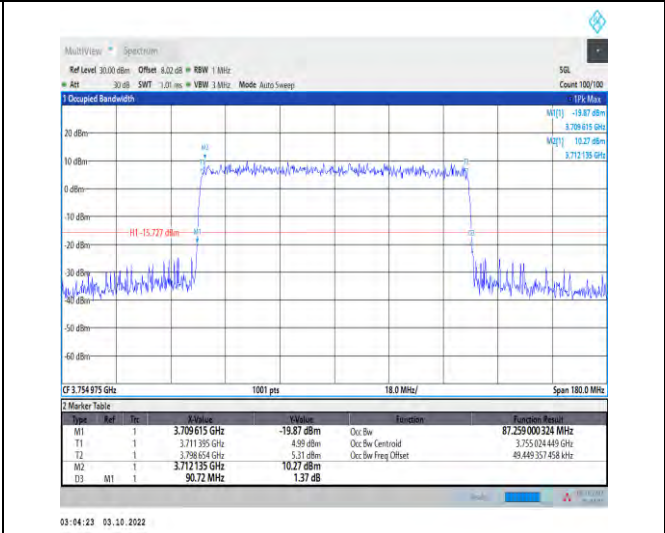 MultiView Spectrum
Ref Level 30.00 dBm Offset 8.02 dB RBW 1 MHz SGL
Att 30 dB SWT 1.01 ms VBW 3 MHz Mode Auto Sweep Count 100/100
1 Occupied Bandwidth 1Pk Max
M1[1] -19.87 dBm
3.709 615 GHz
20 dBm
M2[1] 10.27 dBm
3.712 135 GHz
M2
10 dBm
0 dBm
-10 dBm
H1 -15.727 dBm
M1
-20 dBm
-30 dBm
-40 dBm
-50 dBm
-60 dBm
CF 3.754 975 GHz 1001 pts 18.0 MHz/ Span 180.0 MHz
2 Marker Table
Type Ref Trc X-Value Y-Value Function Function Result
M1 1 3.709 615 GHz -19.87 dBm Occ Bw 87.259 000 324 MHz
T1 1 3.711 395 GHz 4.99 dBm Occ Bw Centroid 3.755 024 449 GHz
T2 1 3.798 654 GHz 5.31 dBm Occ Bw Freq Offset 49.449 357 458 kHz
M2 1 3.712 135 GHz 10.27 dBm
D3 M1 1 90.72 MHz 1.37 dB
03:04:23 03.10.2022